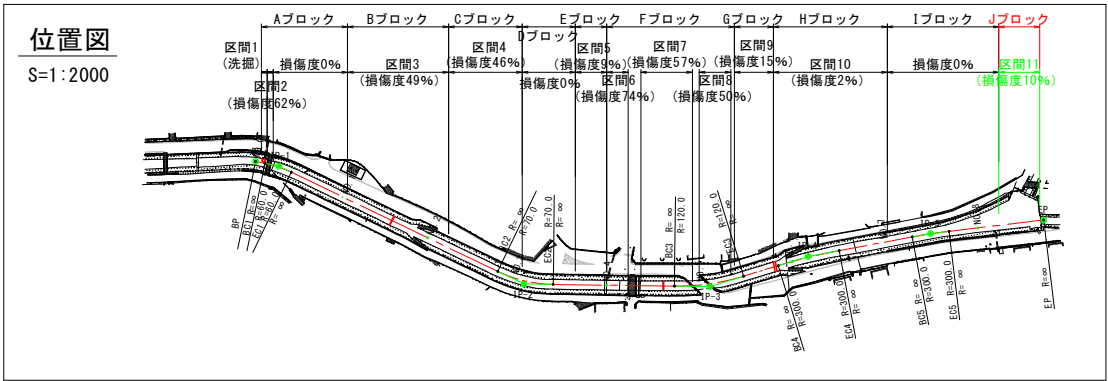 位置図
S=1:2000
Aブロック
Bブロック
Cブロック
Dブロック
Eブロック
Fブロック
Gブロック
Hブロック
Iブロック
Jブロック
区間1
(洗掘)
損傷度0%
区間2
(損傷度62%)
区間3
(損傷度49%)
区間4
(損傷度46%)
損傷度0%
区間5
(損傷度9%)
区間6
(損傷度74%)
区間7
(損傷度57%)
区間8
(損傷度50%)
区間9
(損傷度15%)
区間10
(損傷度2%)
損傷度0%
区間11
(損傷度10%)
BP R=∞
BC1 R=60.0
EC1 R=60.0
R=∞
BC2 R=∞
R=70.0
EC2 R=70.0
R=∞
BC3 R=∞
R=120.0
EC3 R=120.0
R=∞
BC4 R=∞
R=300.0
EC4 R=300.0
R=∞
BC5 R=∞
R=300.0
EC5 R=300.0
R=∞
EP R=∞
IP-2
IP-3
EP